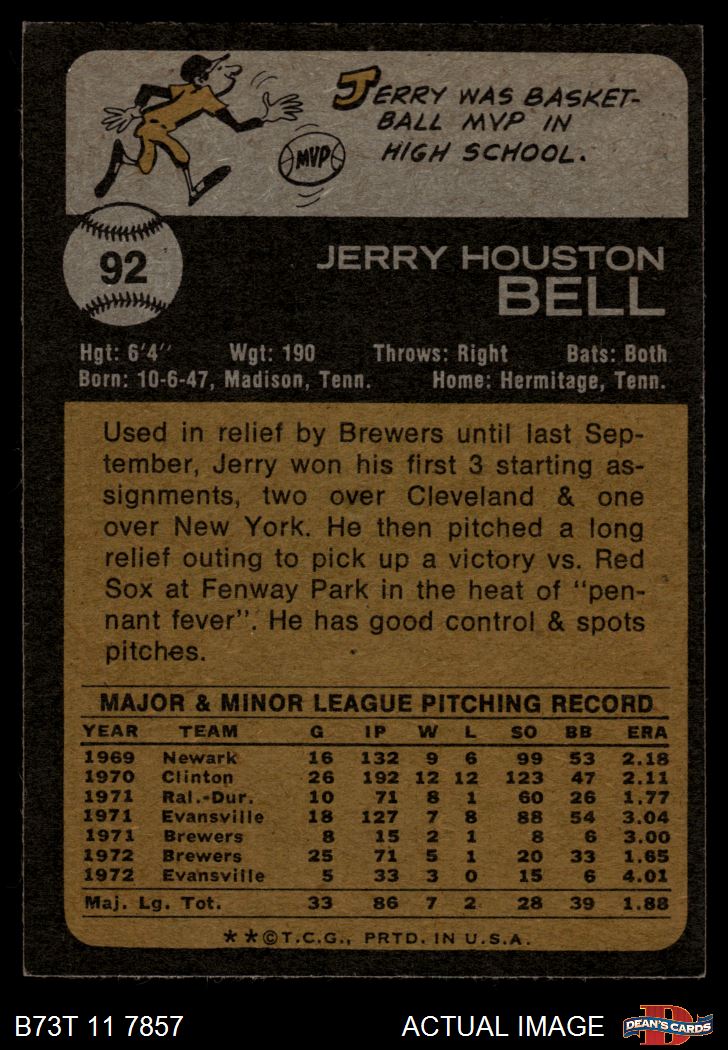 JERRY WAS BASKET-
BALL MVP IN
HIGH SCHOOL.
MVP
92
JERRY HOUSTON
BELL
Hgt: 6'4" Wgt: 190 Throws: Right Bats: Both
Born: 10-6-47, Madison, Tenn. Home: Hermitage, Tenn.
Used in relief by Brewers until last Sep-
tember, Jerry won his first 3 starting as-
signments, two over Cleveland & one
over New York. He then pitched a long
relief outing to pick up a victory vs. Red
Sox at Fenway Park in the heat of "pen-
nant fever". He has good control & spots
pitches.
MAJOR & MINOR LEAGUE PITCHING RECORD
YEAR TEAM G IP W L SO BB ERA
1969 Newark 16 132 9 6 99 53 2.18
1970 Clinton 26 192 12 12 123 47 2.11
1971 Ral.-Dur. 10 71 8 1 60 26 1.77
1971 Evansville 18 127 7 8 88 54 3.04
1971 Brewers 8 15 2 1 8 6 3.00
1972 Brewers 25 71 5 1 20 33 1.65
1972 Evansville 5 33 3 0 15 6 4.01
Maj. Lg. Tot. 33 86 7 2 28 39 1.88
**©T.C.G., PRTD. IN U.S.A.
B73T 11 7857 ACTUAL IMAGE DEAN'S CARDS